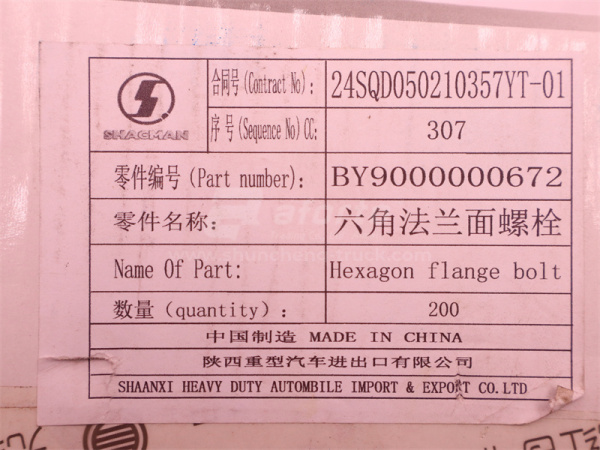 合同号(Contract No): 24SQD050210357YT-01
SHACMAN
序号(Sequence No)CC: 307
零件编号(Part number): BY9000000672
零件名称: 六角法兰面螺栓
Name Of Part: Hexagon flange bolt
数量(quantity): 200
中国制造 MADE IN CHINA
陕西重型汽车进出口有限公司
SHAANXI HEAVY DUTY AUTOMBILE IMPORT & EXPORT CO.LTD